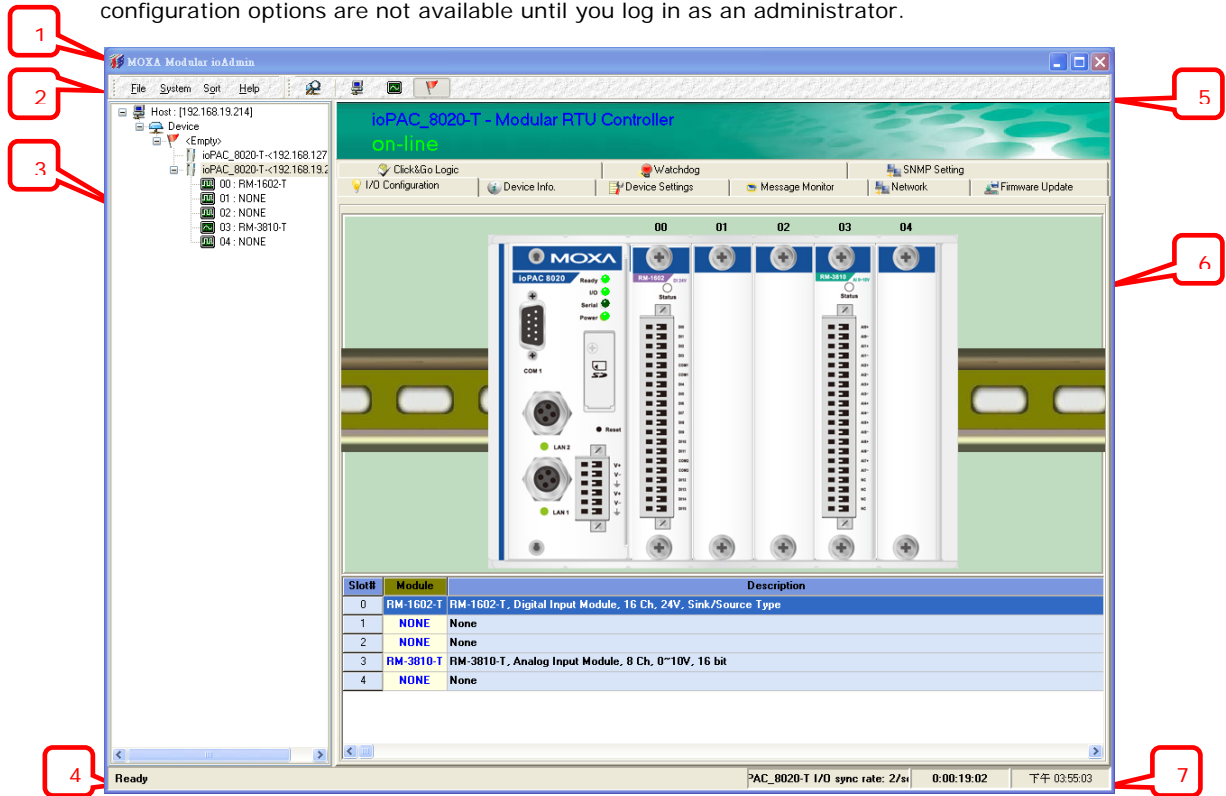 configuration options are not available until you log in as an administrator.
1
MOXA Modular ioAdmin
2
File System Sort Help
5
Host : [192.168.19.214]
Device
<Empty>
ioPAC_8020-T-<192.168.127
ioPAC_8020-T-<192.168.19.2
00 : RM-1602-T
01 : NONE
02 : NONE
03 : RM-3810-T
04 : NONE
3
ioPAC_8020-T - Modular RTU Controller
on-line
Click&Go Logic Watchdog SNMP Setting
I/O Configuration Device Info. Device Settings Message Monitor Network Firmware Update
6
00 01 02 03 04
MOXA
ioPAC 8020
Ready
I/O
Serial
Power
COM 1
Reset
LAN 2
LAN 1
V+
V-
V+
V-
RM-1602 DI 24V
Status
RM-3810 AI 0~10V
Status
Slot# Module Description
0 RM-1602-T RM-1602-T, Digital Input Module, 16 Ch, 24V, Sink/Source Type
1 NONE None
2 NONE None
3 RM-3810-T RM-3810-T, Analog Input Module, 8 Ch, 0~10V, 16 bit
4 NONE None
4
Ready
PAC_8020-T I/O sync rate: 2/s
0:00:19:02
下午 03:55:03
7